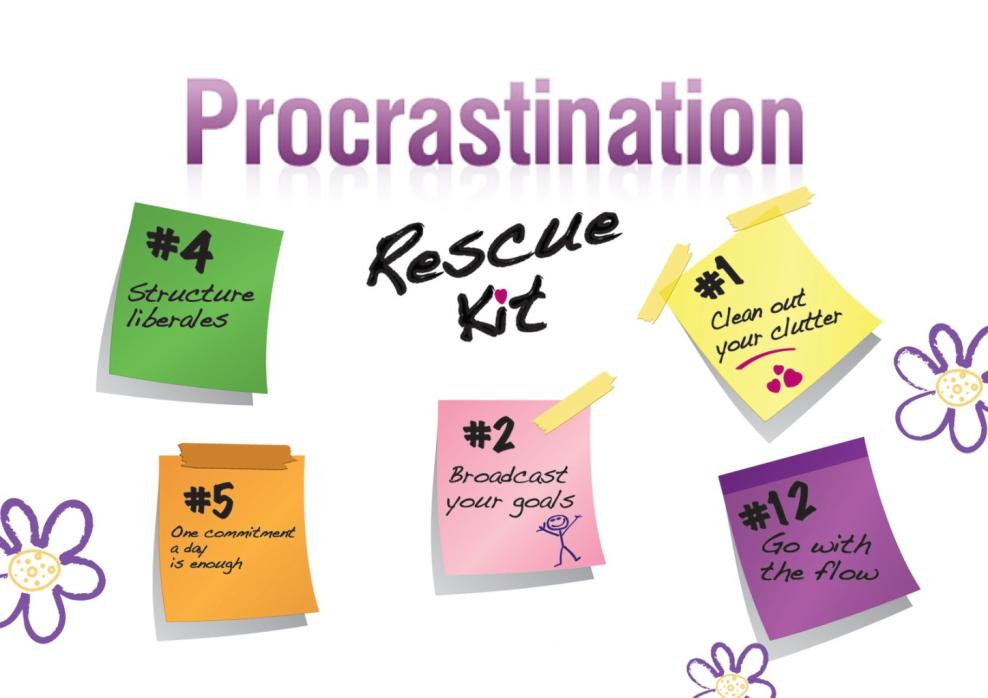 Procrastination
Rescue
Kit
#4
Structure
liberales
#1
Clean out
your clutter
#5
One commitment
a day
is enough
#2
Broadcast
your goals
#12
Go with
the flow